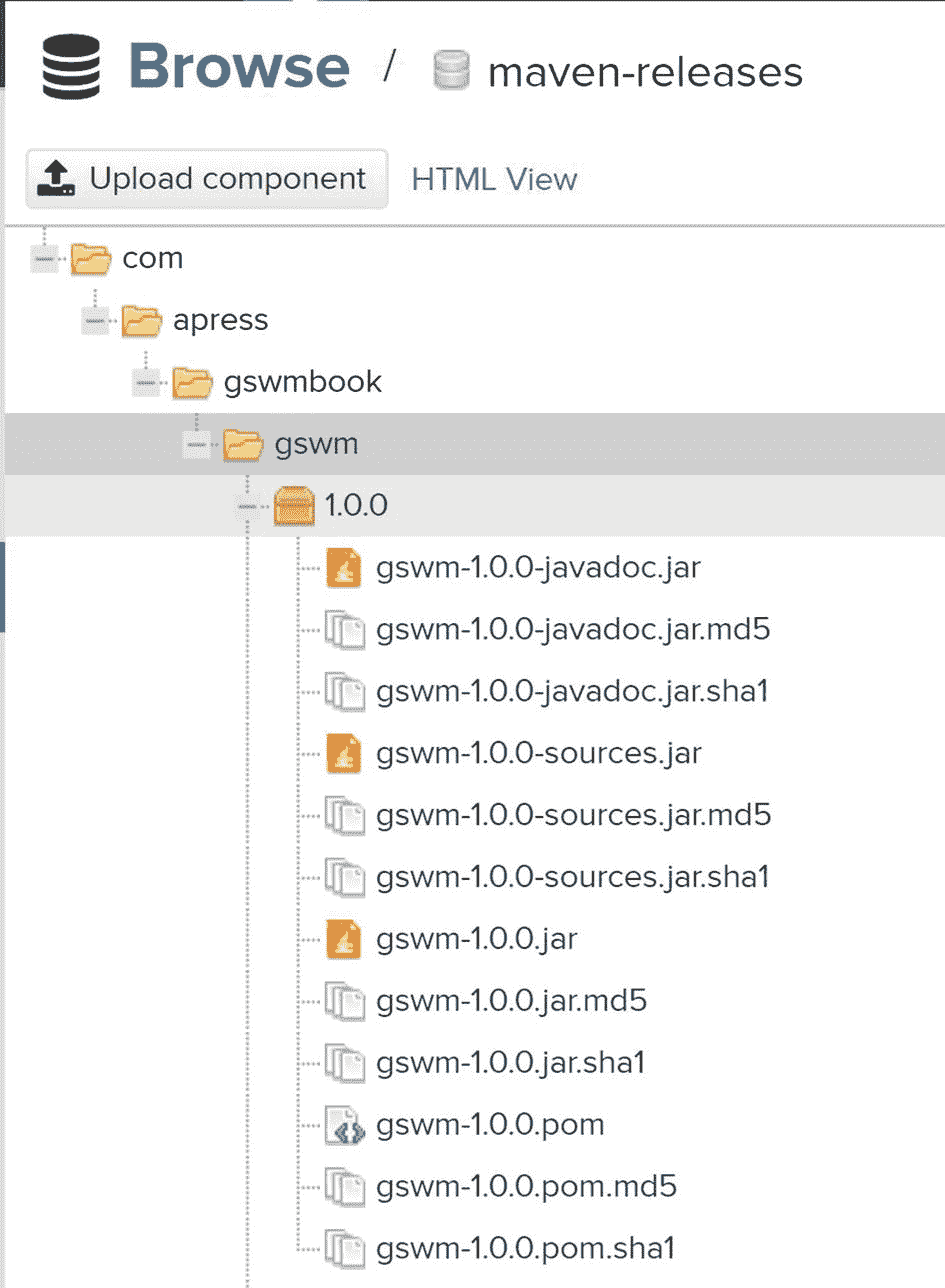 Browse / maven-releases
Upload component HTML View
com
apress
gswmbook
gswm
1.0.0
gswm-1.0.0-javadoc.jar
gswm-1.0.0-javadoc.jar.md5
gswm-1.0.0-javadoc.jar.sha1
gswm-1.0.0-sources.jar
gswm-1.0.0-sources.jar.md5
gswm-1.0.0-sources.jar.sha1
gswm-1.0.0.jar
gswm-1.0.0.jar.md5
gswm-1.0.0.jar.sha1
gswm-1.0.0.pom
gswm-1.0.0.pom.md5
gswm-1.0.0.pom.sha1